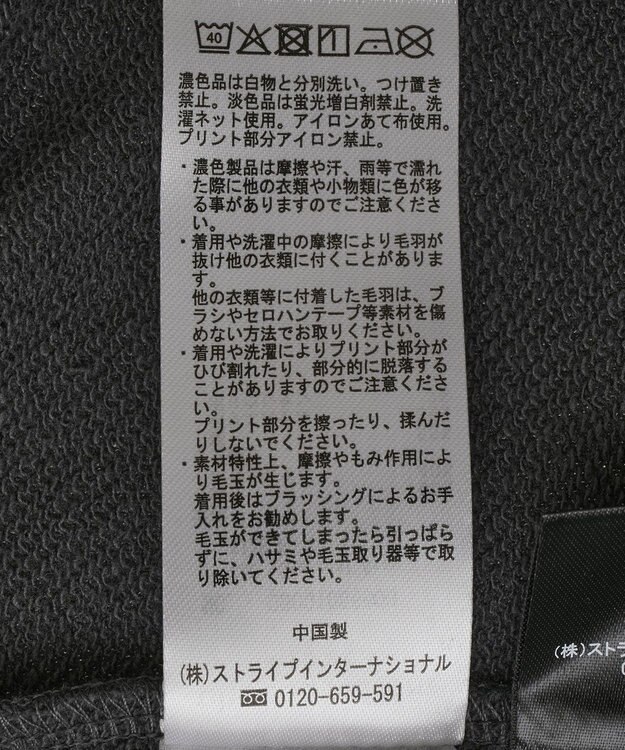 40
濃色品は白物と分別洗い。つけ置き
禁止。淡色品は蛍光増白剤禁止。洗
濯ネット使用。アイロンあて布使用。
プリント部分アイロン禁止。
・濃色製品は摩擦や汗、雨等で濡れ
た際に他の衣類や小物類に色が移
る事がありますのでご注意くださ
い。
・着用や洗濯中の摩擦により毛羽が
抜け他の衣類に付くことがありま
す。
他の衣類等に付着した毛羽は、ブ
ラシやセロハンテープ等素材を傷
めない方法でお取りください。
・着用や洗濯によりプリント部分が
ひび割れたり、部分的に脱落する
ことがありますのでご注意くださ
い。
プリント部分を擦ったり、揉んだ
りしないでください。
・素材特性上、摩擦やもみ作用によ
り毛玉が生じます。
着用後はブラッシングによるお手
入れをお勧めします。
毛玉ができてしまったら引っぱら
ずに、ハサミや毛玉取り器等で取
り除いてください。
中国製
(株)ストライプインターナショナル
0120-659-591
(株)ストラ